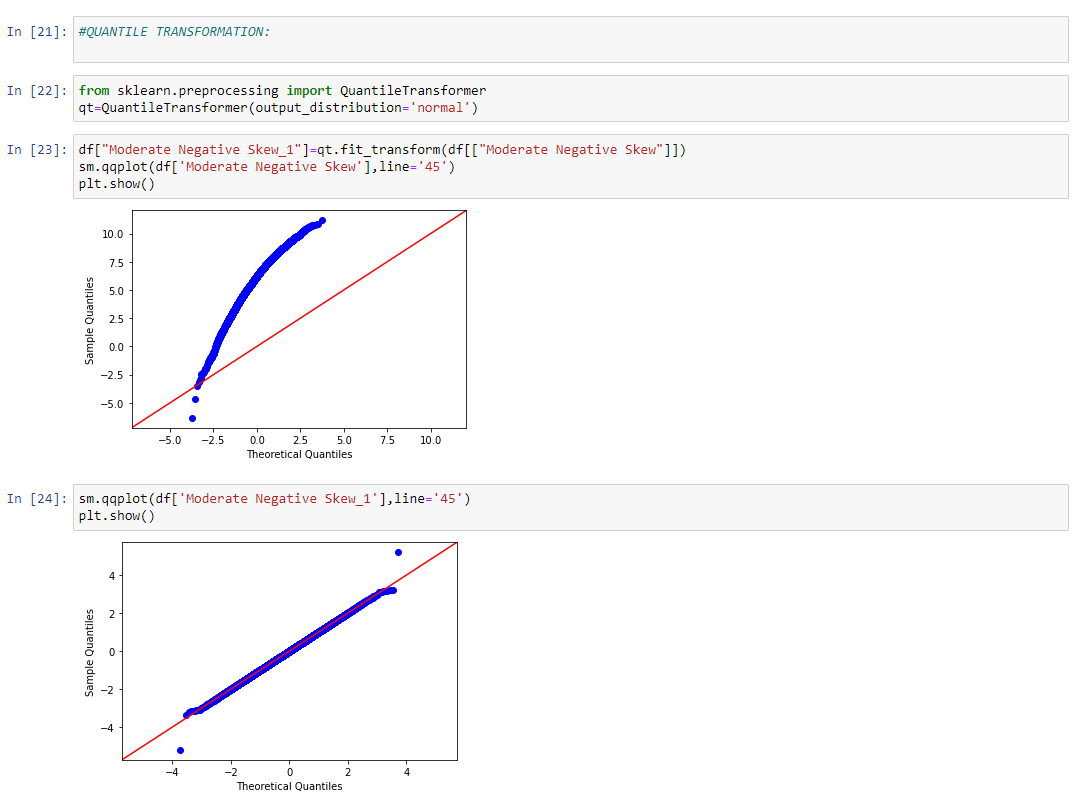 In [21]: #QUANTILE TRANSFORMATION:
In [22]: from sklearn.preprocessing import QuantileTransformer
qt=QuantileTransformer(output_distribution='normal')
In [23]: df["Moderate Negative Skew_1"]=qt.fit_transform(df[["Moderate Negative Skew"]])
sm.qqplot(df['Moderate Negative Skew'],line='45')
plt.show()
10.0
7.5
5.0
2.5
0.0
−2.5
−5.0
Sample Quantiles
−5.0 −2.5 0.0 2.5 5.0 7.5 10.0
Theoretical Quantiles
In [24]: sm.qqplot(df['Moderate Negative Skew_1'],line='45')
plt.show()
4
2
0
−2
−4
Sample Quantiles
−4 −2 0 2 4
Theoretical Quantiles